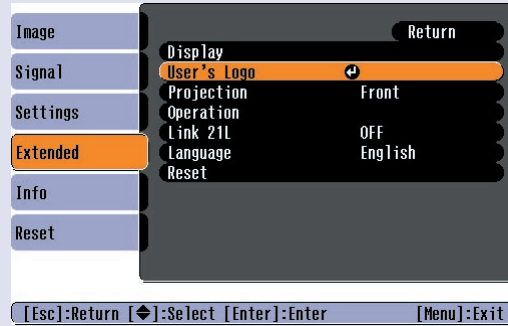 Image
Signal
Settings
Extended
Info
Reset
Return
Display
User's Logo
Projection Front
Operation
Link 21L OFF
Language English
Reset
[Esc]:Return [◆]:Select [Enter]:Enter [Menu]:Exit